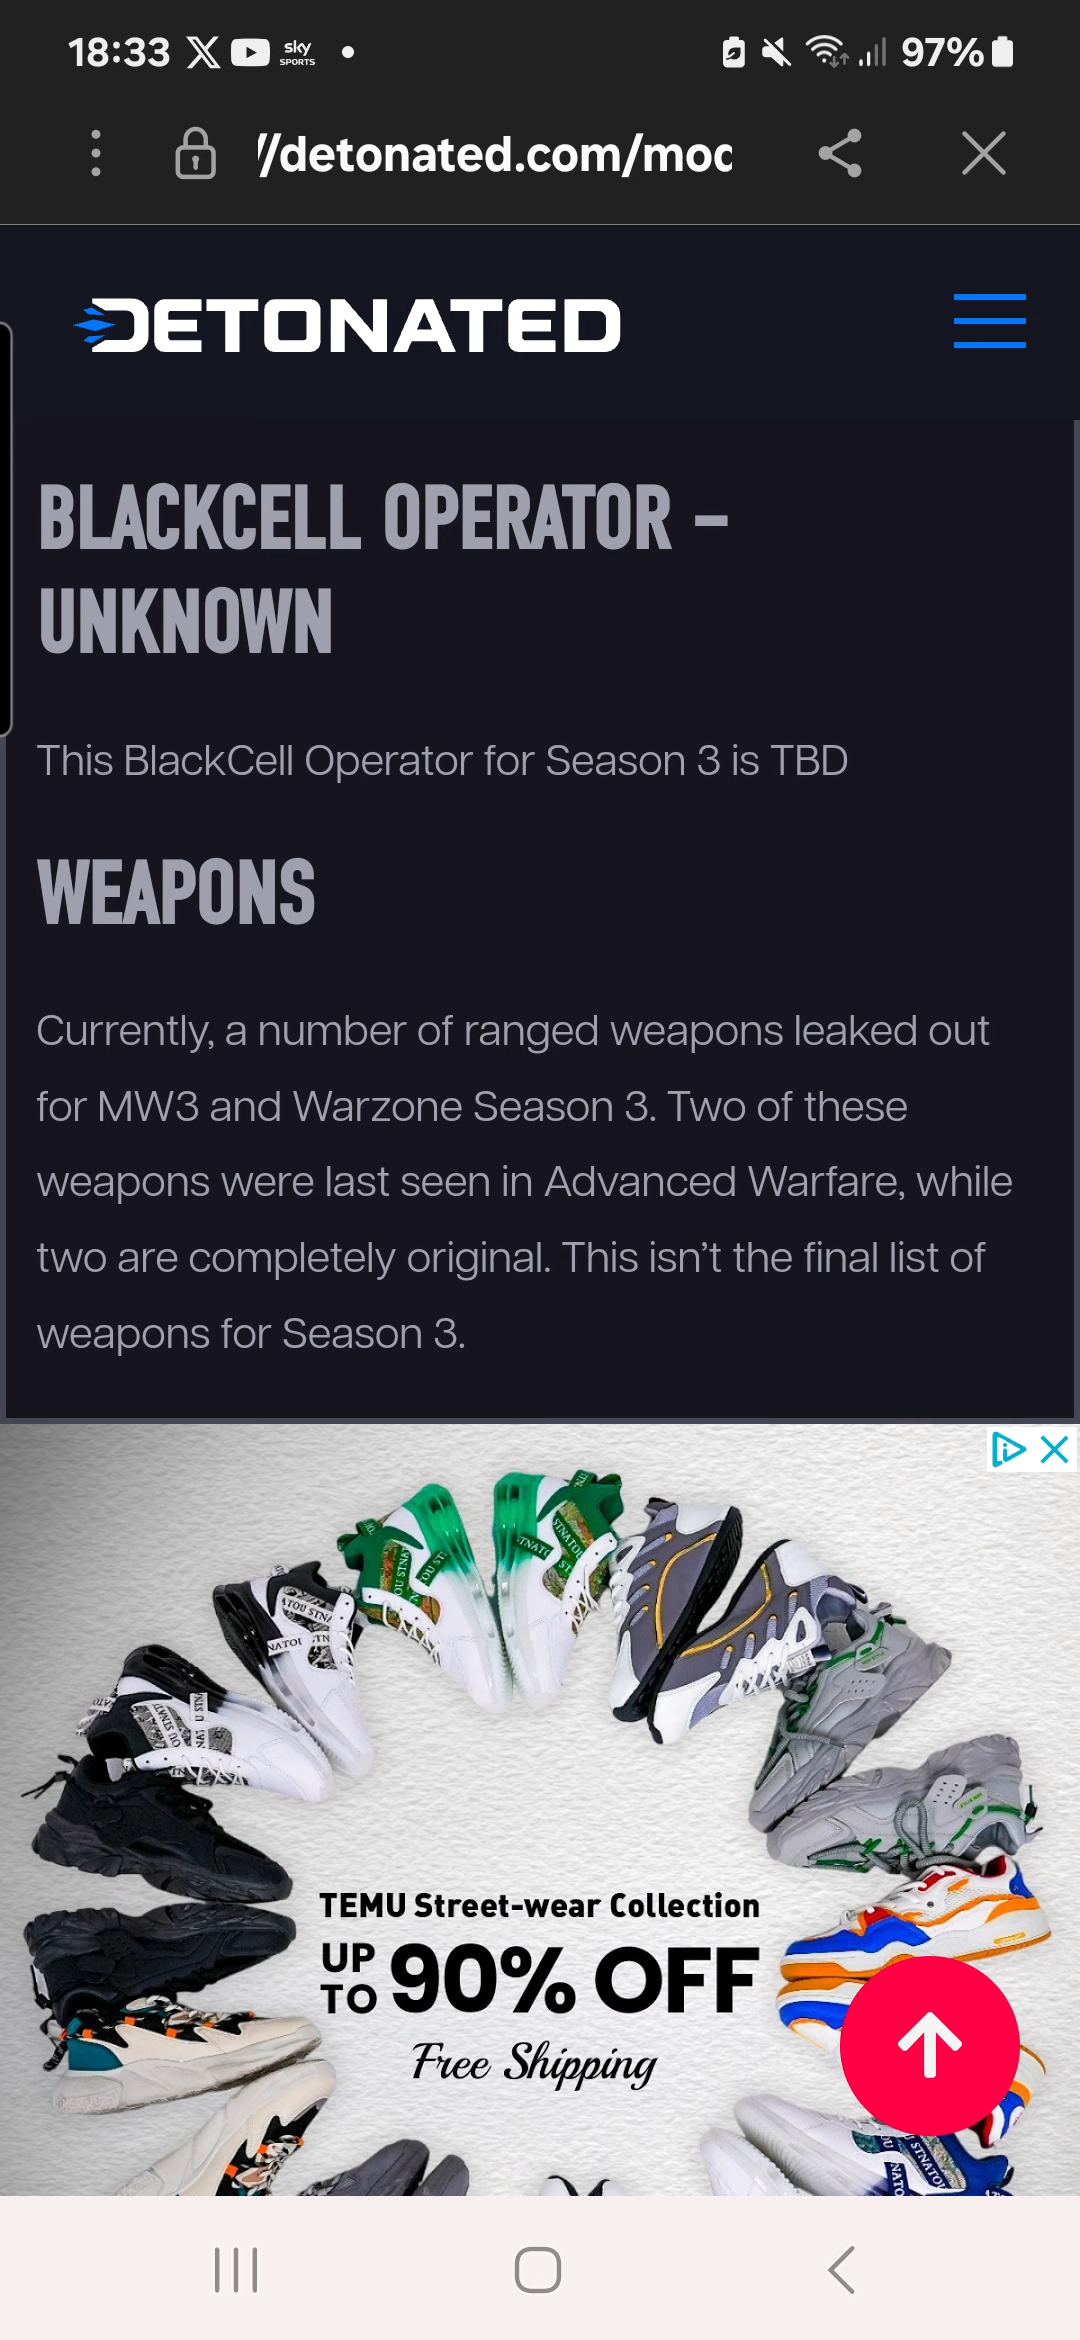 18:33 sky SPORTS 97%
//detonated.com/mod
DETONATED
BLACKCELL OPERATOR –
UNKNOWN
This BlackCell Operator for Season 3 is TBD
WEAPONS
Currently, a number of ranged weapons leaked out
for MW3 and Warzone Season 3. Two of these
weapons were last seen in Advanced Warfare, while
two are completely original. This isn’t the final list of
weapons for Season 3.
TEMU Street-wear Collection
UP TO 90% OFF
Free Shipping